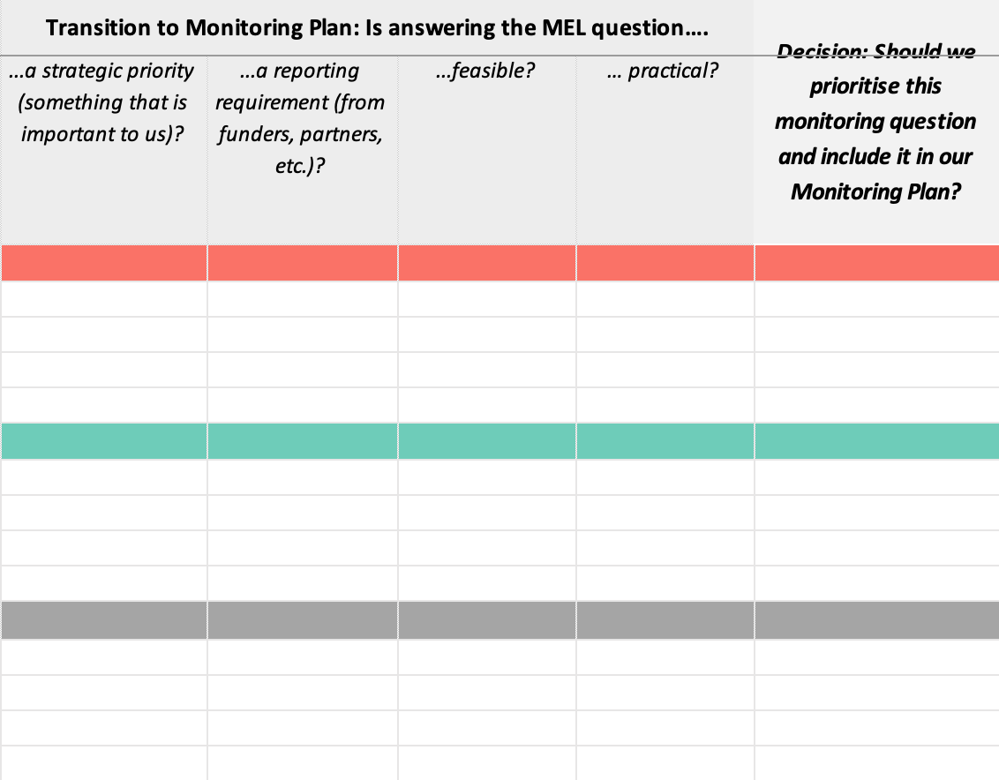 Transition to Monitoring Plan: Is answering the MEL question....
...a strategic priority
(something that is
important to us)?
...a reporting
requirement (from
funders, partners,
etc.)?
...feasible?
... practical?
Decision: Should we
prioritise this
monitoring question
and include it in our
Monitoring Plan?